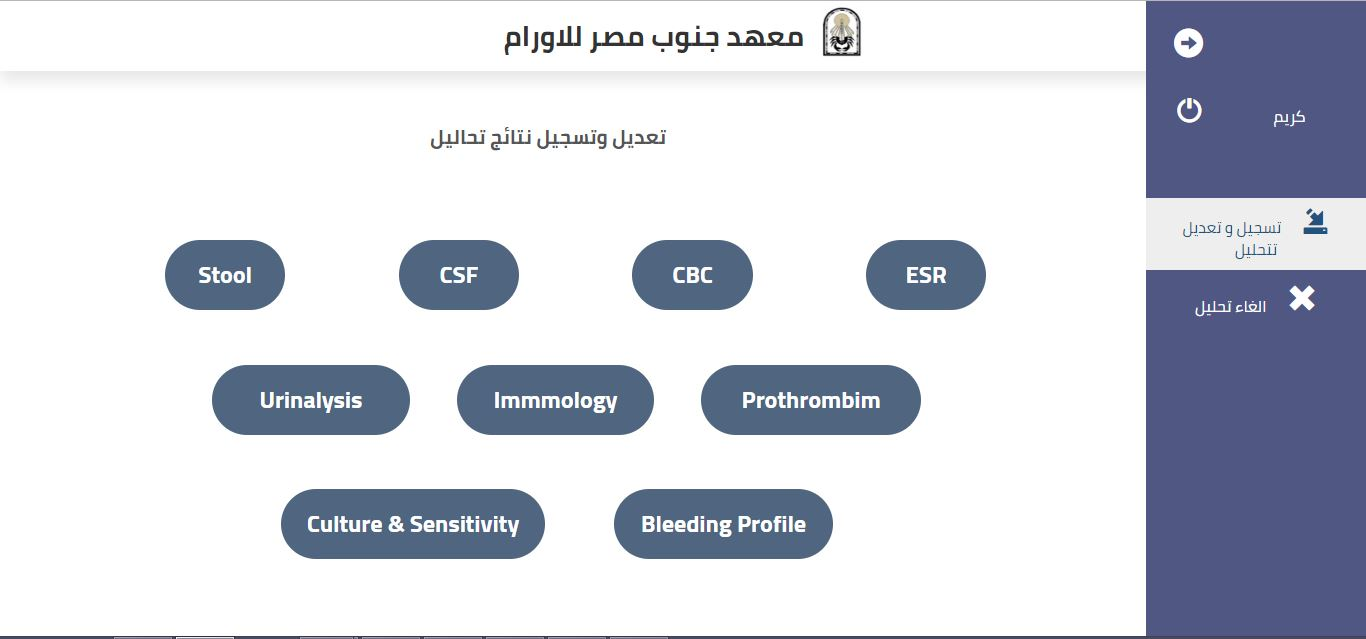 معهد جنوب مصر للاورام
كريم
تسجيل و تعديل
تتحليل
الغاء تحليل
تعديل وتسجيل نتائج تحاليل
Stool CSF CBC ESR
Urinalysis Immmology Prothrombim
Culture & Sensitivity Bleeding Profile